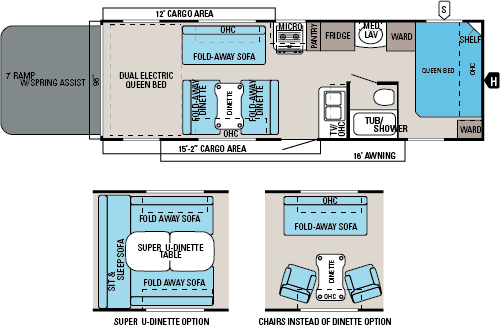 12' CARGO AREA
S
7' RAMP
W/SPRING ASSIST
98"
DUAL ELECTRIC
QUEEN BED
OHC
FOLD-AWAY SOFA
MICRO
PANTRY
FRIDGE
MED.
LAV
WARD
SHELF
QUEEN BED
OHC
H
FOLD-AWAY
DINETTE
DINETTE
FOLD-AWAY
DINETTE
OHC
TV/
OHC
TUB/
SHOWER
WARD
15'-2" CARGO AREA
16' AWNING
FOLD AWAY SOFA
SUPER U-DINETTE
TABLE
SIT &
SLEEP SOFA
FOLD AWAY SOFA
SUPER U-DINETTE OPTION
OHC
FOLD-AWAY SOFA
DINETTE
OHC
CHAIRS INSTEAD OF DINETTE OPTION